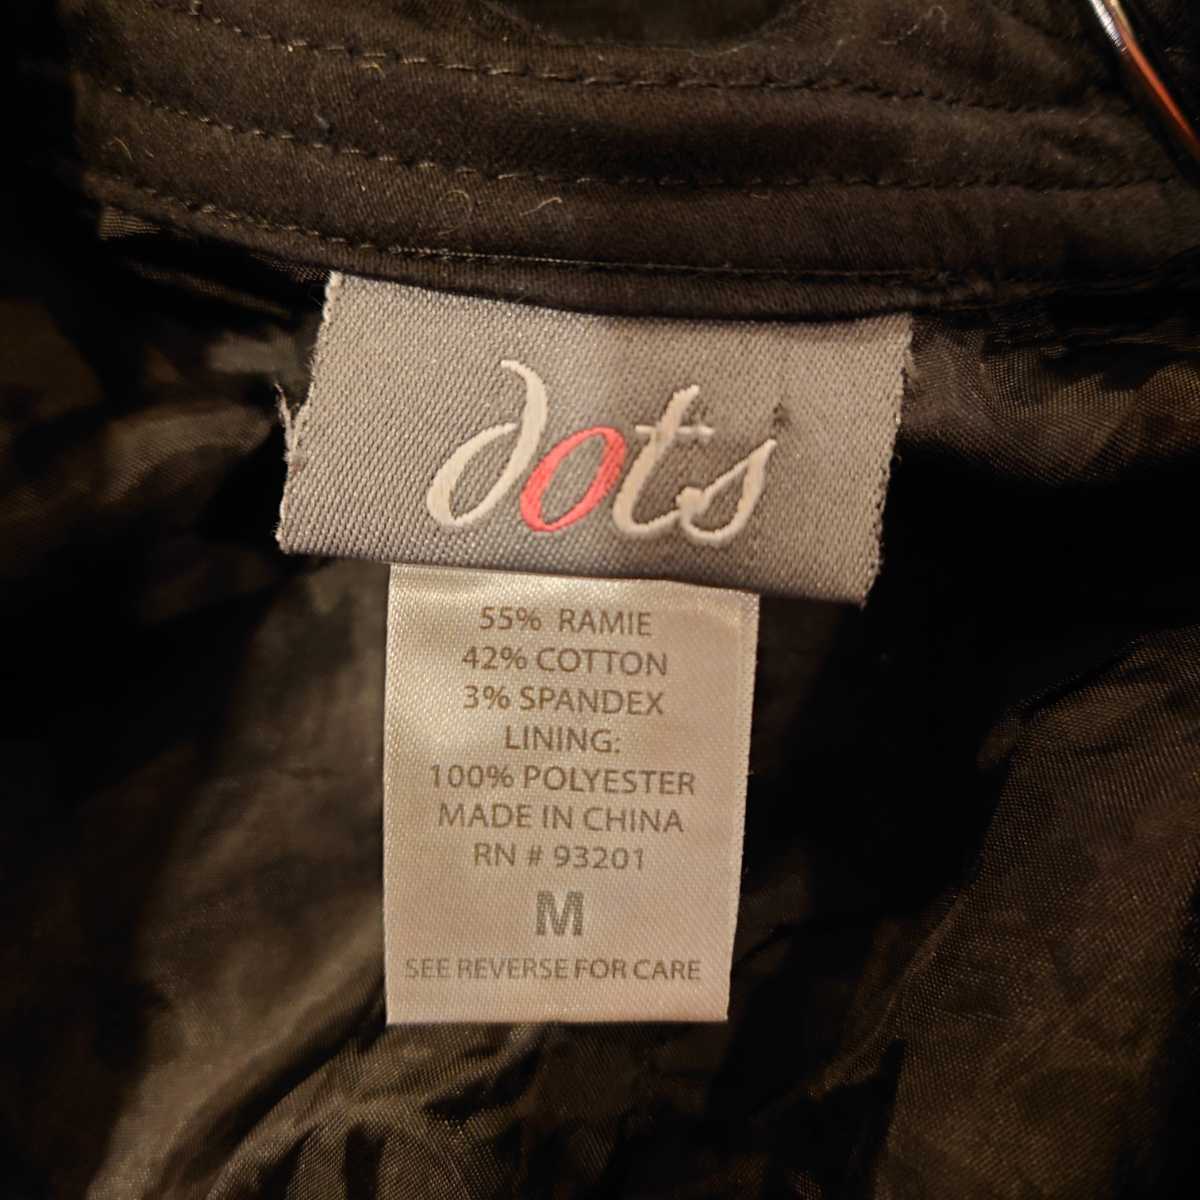 dots
55% RAMIE
42% COTTON
3% SPANDEX
LINING:
100% POLYESTER
MADE IN CHINA
RN # 93201
M
SEE REVERSE FOR CARE